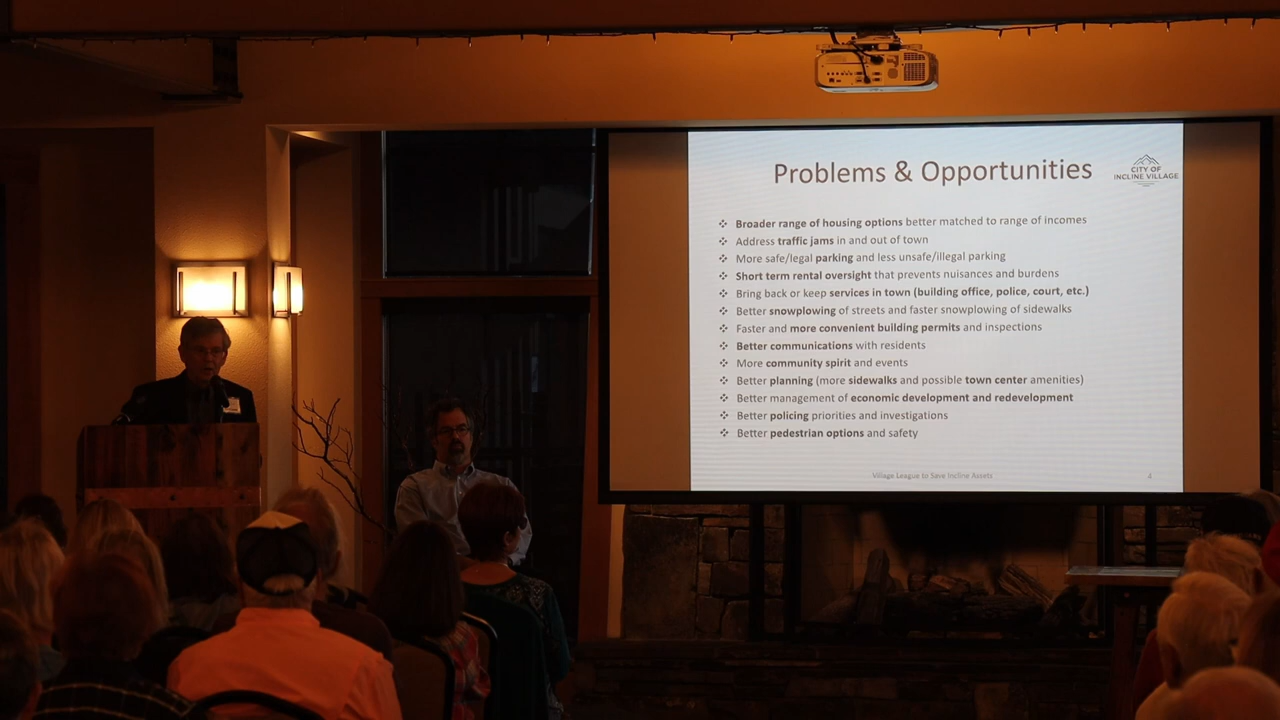 Problems & Opportunities
CITY OF
INCLINE VILLAGE
❖ Broader range of housing options better matched to range of incomes
❖ Address traffic jams in and out of town
❖ More safe/legal parking and less unsafe/illegal parking
❖ Short term rental oversight that prevents nuisances and burdens
❖ Bring back or keep services in town (building office, police, court, etc.)
❖ Better snowplowing of streets and faster snowplowing of sidewalks
❖ Faster and more convenient building permits and inspections
❖ Better communications with residents
❖ More community spirit and events
❖ Better planning (more sidewalks and possible town center amenities)
❖ Better management of economic development and redevelopment
❖ Better policing priorities and investigations
❖ Better pedestrian options and safety
Village League to Save Incline Assets
4